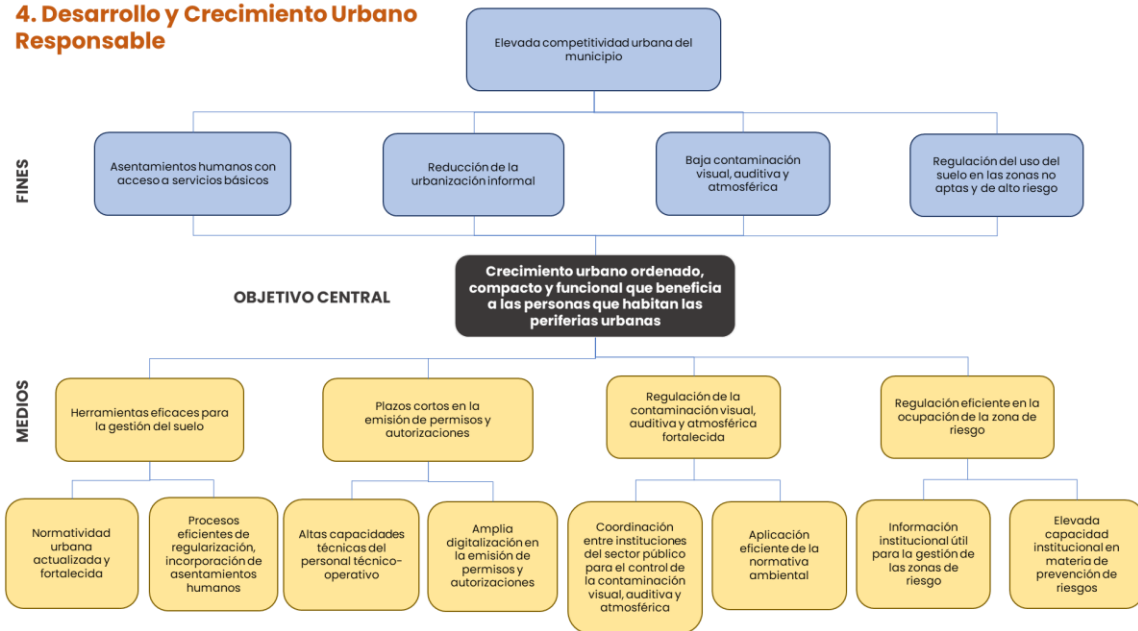 4. Desarrollo y Crecimiento Urbano
Responsable
Elevada competitividad urbana del
municipio
FINES
Asentamientos humanos con
acceso a servicios básicos
Reducción de la
urbanización informal
Baja contaminación
visual, auditiva y
atmosférica
Regulación del uso del
suelo en las zonas no
aptas y de alto riesgo
OBJETIVO CENTRAL
Crecimiento urbano ordenado,
compacto y funcional que beneficia
a las personas que habitan las
periferias urbanas
MEDIOS
Herramientas eficaces para
la gestión del suelo
Plazos cortos en la
emisión de permisos y
autorizaciones
Regulación de la
contaminación visual,
auditiva y atmosférica
fortalecida
Regulación eficiente en la
ocupación de la zona de
riesgo
Normatividad
urbana
actualizada y
fortalecida
Procesos
eficientes de
regularización,
incorporación de
asentamientos
humanos
Altas capacidades
técnicas del
personal técnico-
operativo
Amplia
digitalización en
la emisión de
permisos y
autorizaciones
Coordinación
entre instituciones
del sector público
para el control de
la contaminación
visual, auditiva y
atmosférica
Aplicación
eficiente de la
normativa
ambiental
Información
institucional útil
para la gestión de
las zonas de
riesgo
Elevada
capacidad
institucional en
materia de
prevención de
riesgos